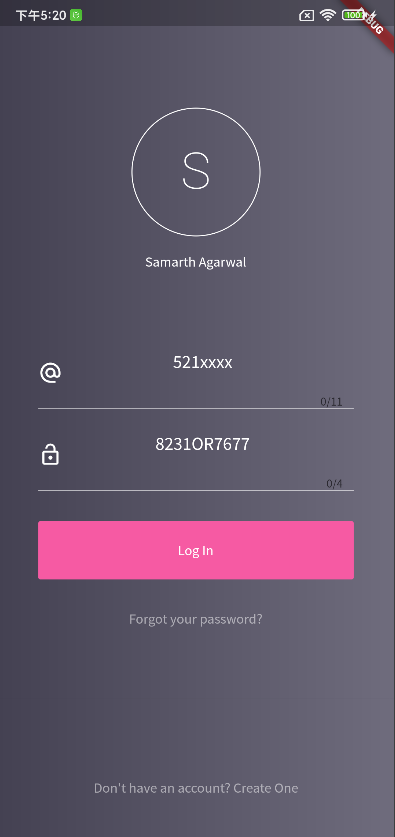 下午5:20
100
DEBUG
S
Samarth Agarwal
521xxxx
0/11
8231OR7677
0/4
Log In
Forgot your password?
Don't have an account? Create One